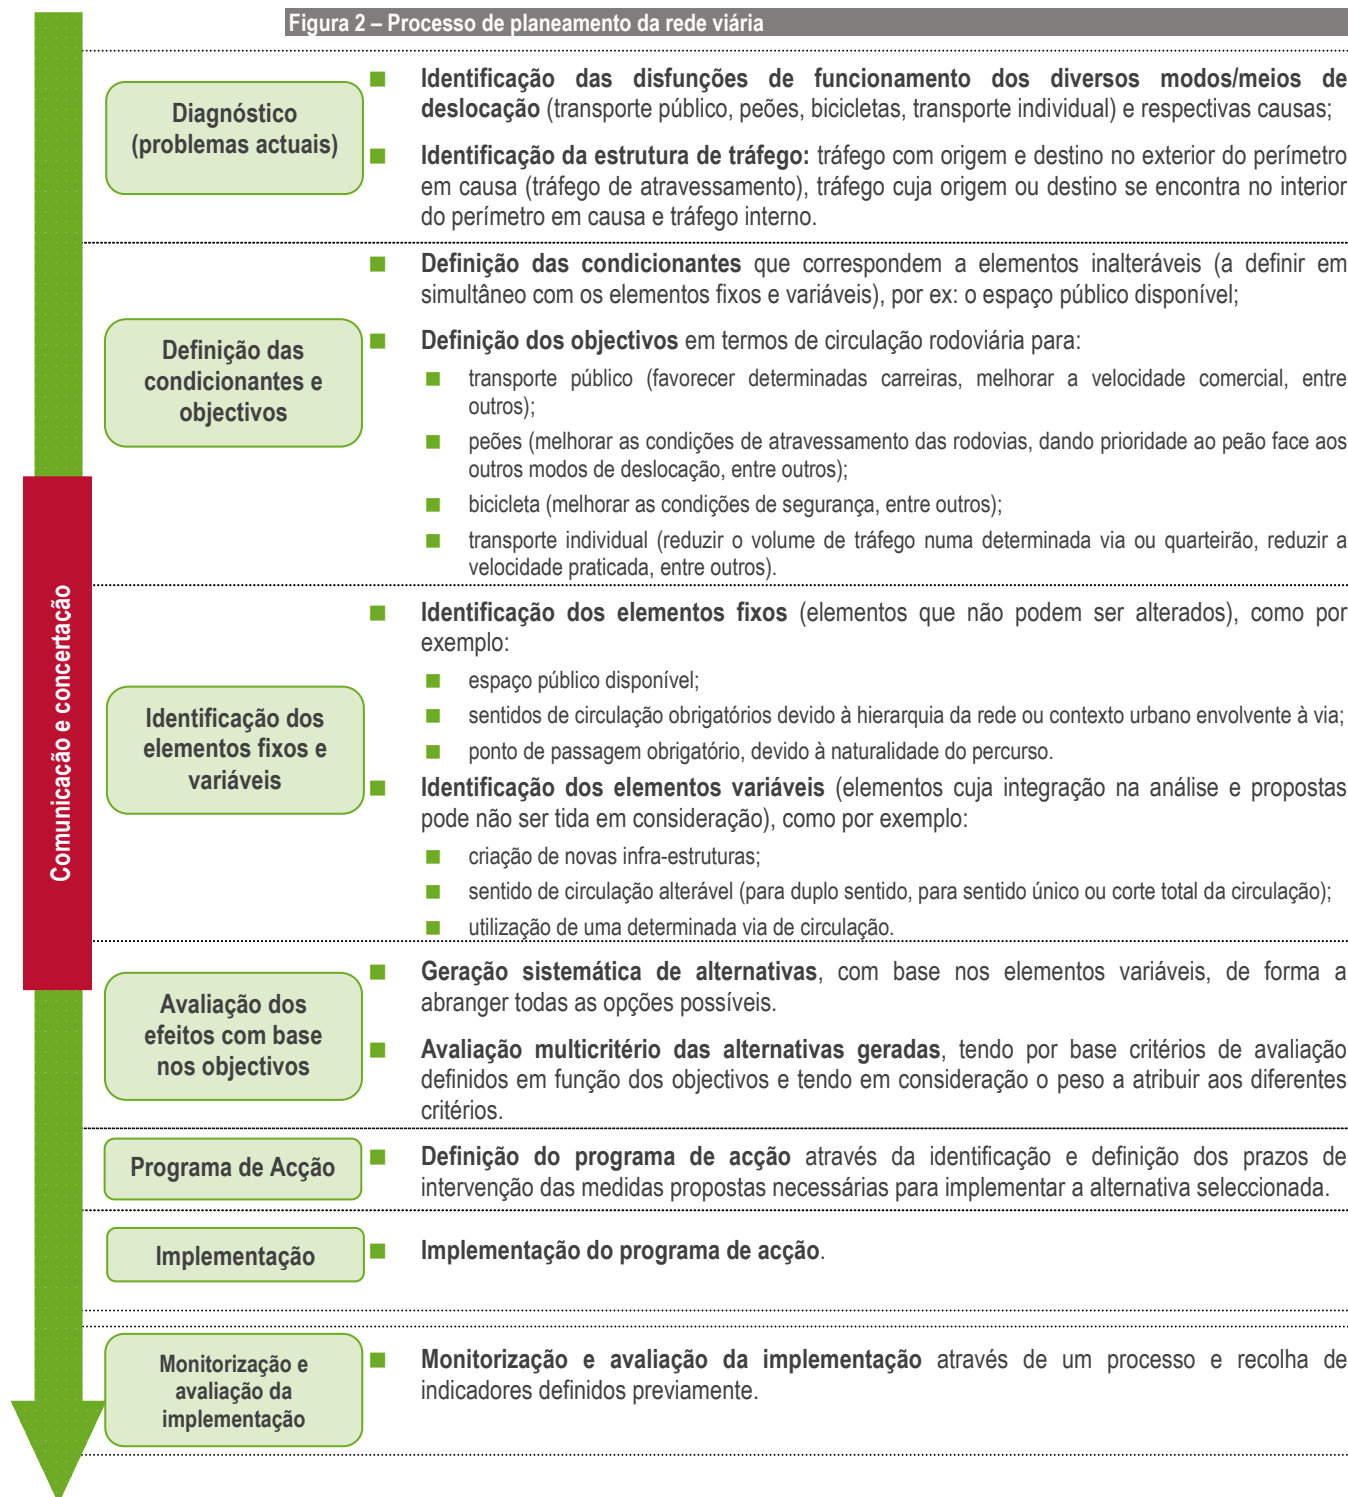 Figura 2 – Processo de planeamento da rede viária
Diagnóstico
(problemas actuais)
Identificação das disfunções de funcionamento dos diversos modos/meios de
deslocação (transporte público, peões, bicicletas, transporte individual) e respectivas causas;
Identificação da estrutura de tráfego: tráfego com origem e destino no exterior do perímetro
em causa (tráfego de atravessamento), tráfego cuja origem ou destino se encontra no interior
do perímetro em causa e tráfego interno.
Definição das
condicionantes e
objectivos
Definição das condicionantes que correspondem a elementos inalteráveis (a definir em
simultâneo com os elementos fixos e variáveis), por ex: o espaço público disponível;
Definição dos objectivos em termos de circulação rodoviária para:
transporte público (favorecer determinadas carreiras, melhorar a velocidade comercial, entre
outros);
peões (melhorar as condições de atravessamento das rodovias, dando prioridade ao peão face aos
outros modos de deslocação, entre outros);
bicicleta (melhorar as condições de segurança, entre outros);
transporte individual (reduzir o volume de tráfego numa determinada via ou quarteirão, reduzir a
velocidade praticada, entre outros).
Comunicação e concertação
Identificação dos
elementos fixos e
variáveis
Identificação dos elementos fixos (elementos que não podem ser alterados), como por
exemplo:
espaço público disponível;
sentidos de circulação obrigatórios devido à hierarquia da rede ou contexto urbano envolvente à via;
ponto de passagem obrigatório, devido à naturalidade do percurso.
Identificação dos elementos variáveis (elementos cuja integração na análise e propostas
pode não ser tida em consideração), como por exemplo:
criação de novas infra-estruturas;
sentido de circulação alterável (para duplo sentido, para sentido único ou corte total da circulação);
utilização de uma determinada via de circulação.
Avaliação dos
efeitos com base
nos objectivos
Geração sistemática de alternativas, com base nos elementos variáveis, de forma a
abranger todas as opções possíveis.
Avaliação multicritério das alternativas geradas, tendo por base critérios de avaliação
definidos em função dos objectivos e tendo em consideração o peso a atribuir aos diferentes
critérios.
Programa de Acção
Definição do programa de acção através da identificação e definição dos prazos de
intervenção das medidas propostas necessárias para implementar a alternativa seleccionada.
Implementação
Implementação do programa de acção.
Monitorização e
avaliação da
implementação
Monitorização e avaliação da implementação através de um processo e recolha de
indicadores definidos previamente.